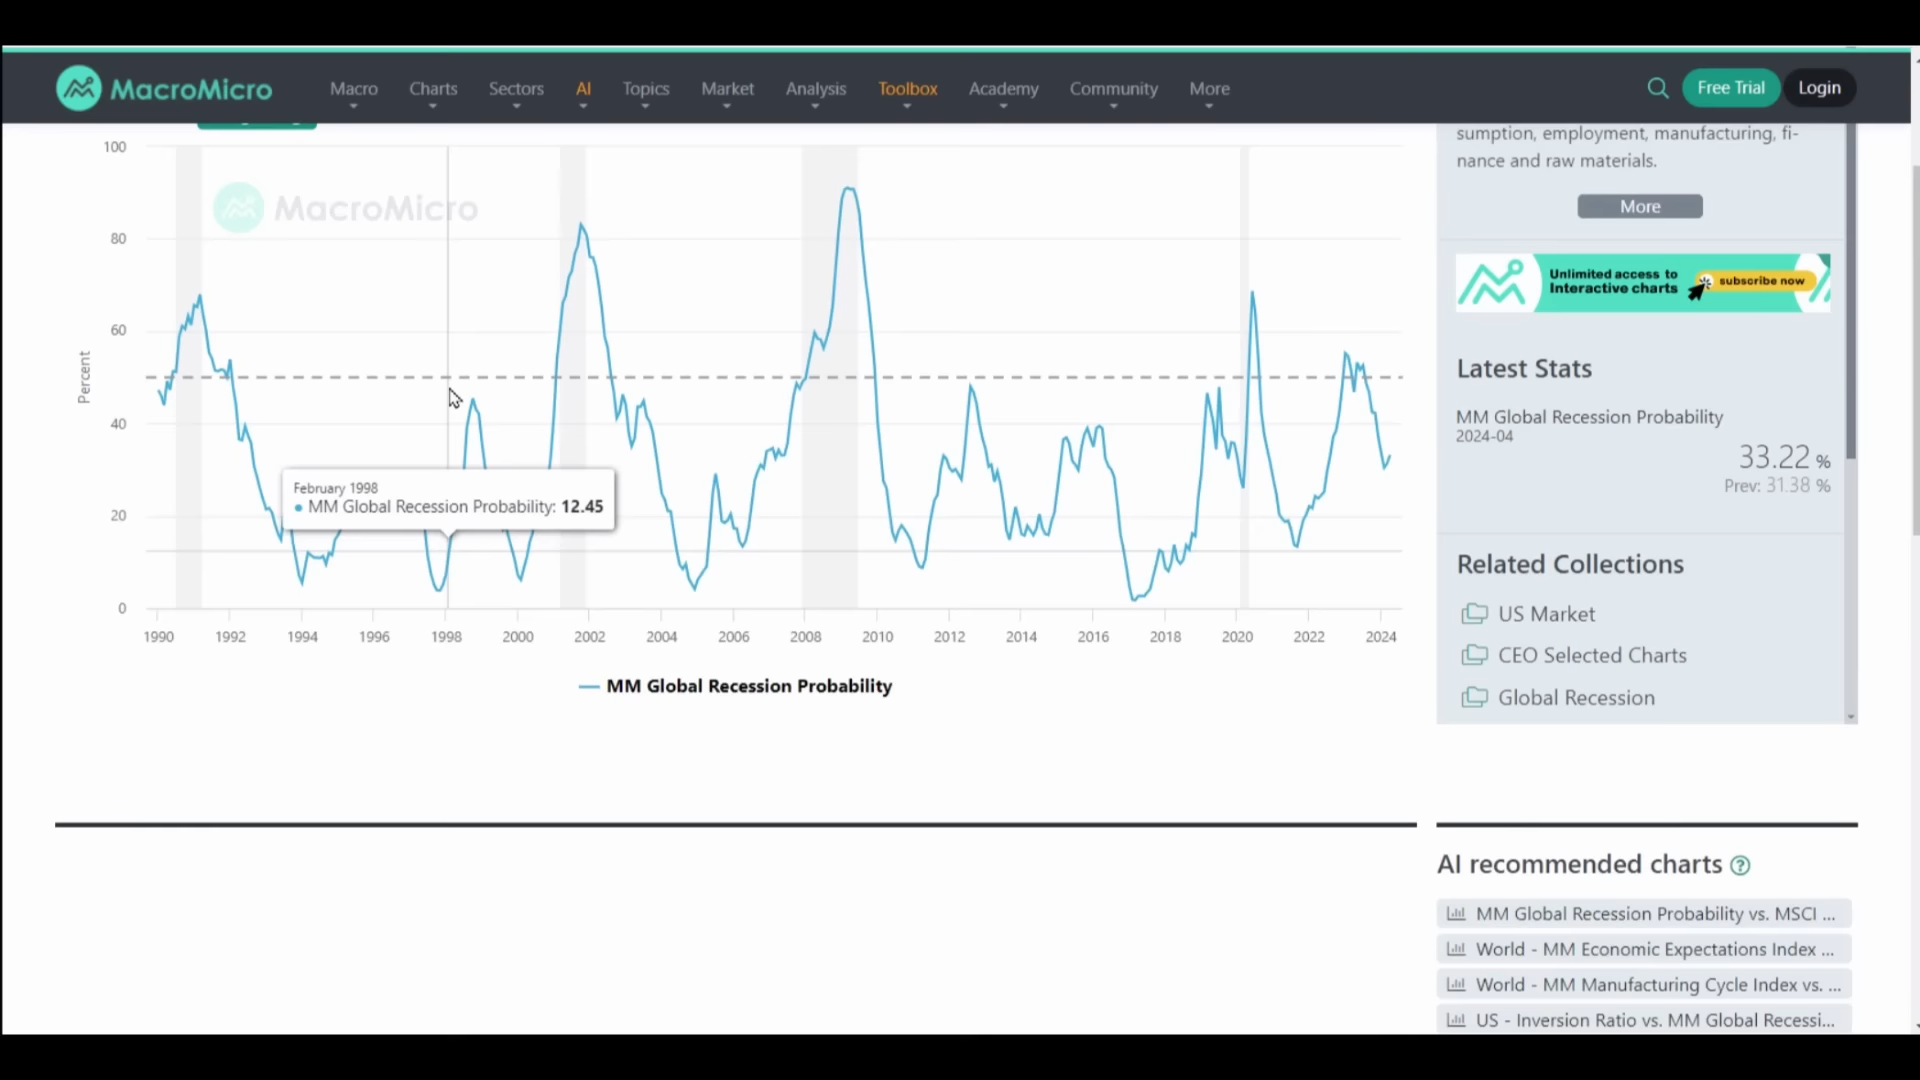 MacroMicro
Macro Charts Sectors AI Topics Market Analysis Toolbox Academy Community More
Free Trial Login
100
80
60
40
20
0
Percent
MacroMicro
February 1998
MM Global Recession Probability: 12.45
1990 1992 1994 1996 1998 2000 2002 2004 2006 2008 2010 2012 2014 2016 2018 2020 2022 2024
MM Global Recession Probability
sumption, employment, manufacturing, fi-
nance and raw materials.
More
Unlimited access to
Interactive charts
subscribe now
Latest Stats
MM Global Recession Probability
2024-04
33.22 %
Prev: 31.38 %
Related Collections
US Market
CEO Selected Charts
Global Recession
AI recommended charts ?
MM Global Recession Probability vs. MSCI ...
World - MM Economic Expectations Index ...
World - MM Manufacturing Cycle Index vs. ...
US - Inversion Ratio vs. MM Global Recessi...